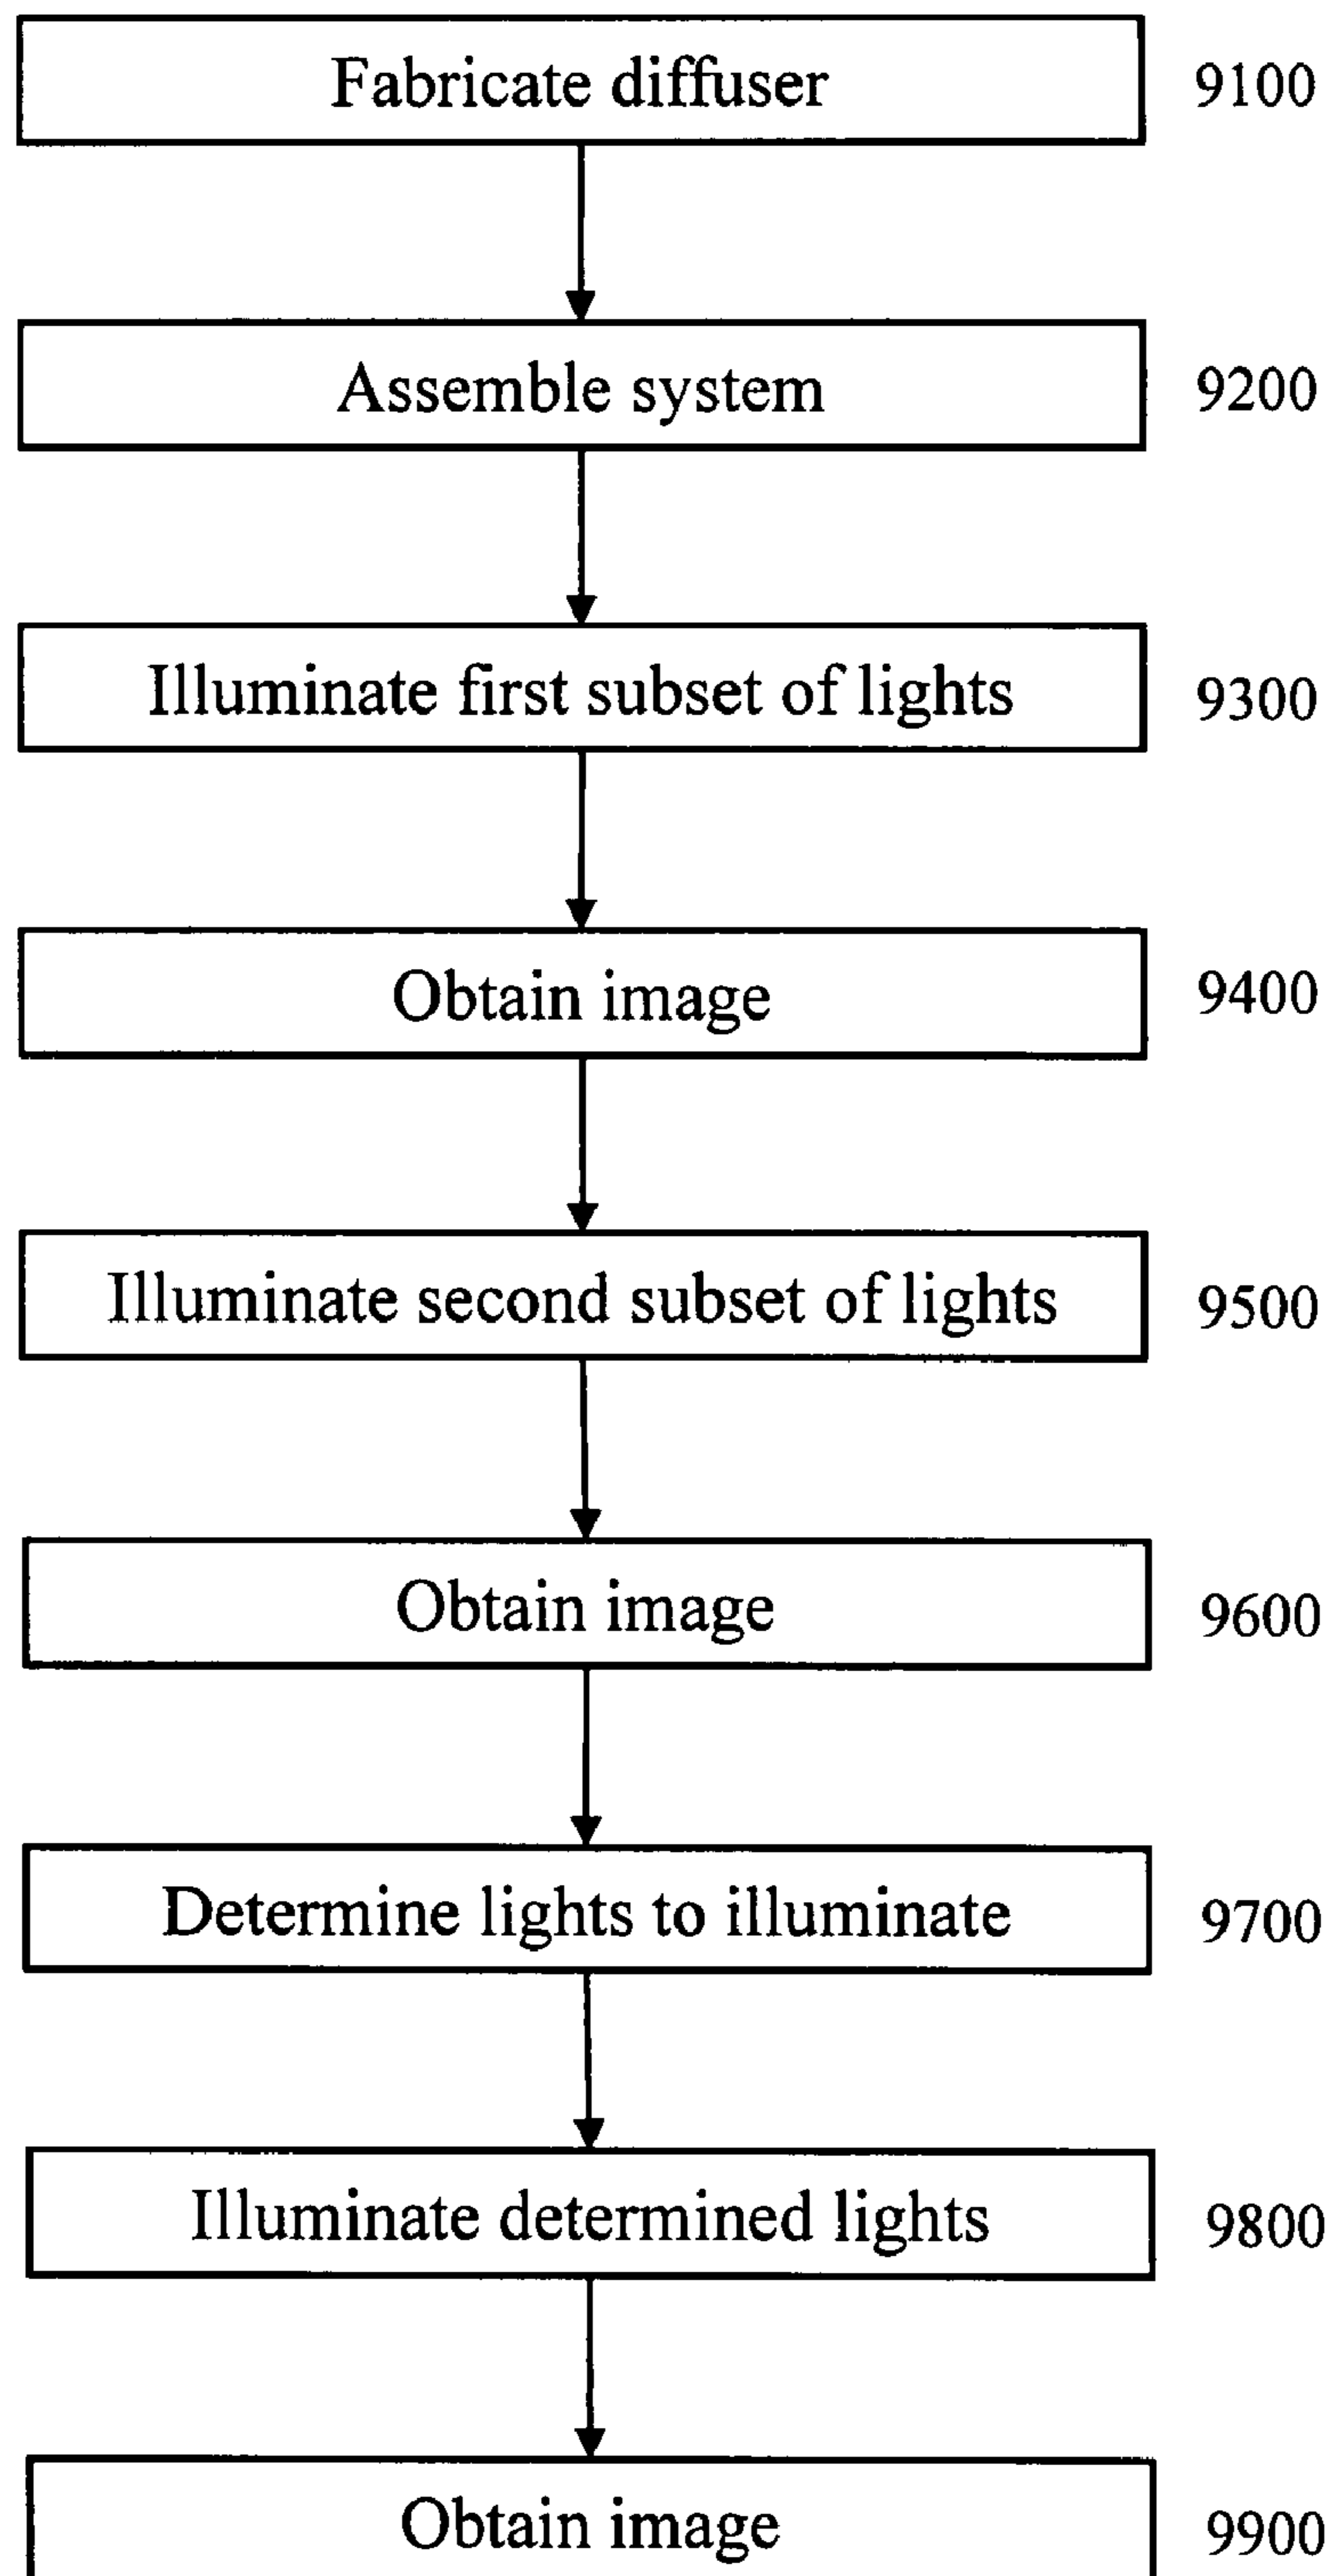 Fabricate diffuser 9100
Assemble system 9200
Illuminate first subset of lights 9300
Obtain image 9400
Illuminate second subset of lights 9500
Obtain image 9600
Determine lights to illuminate 9700
Illuminate determined lights 9800
Obtain image 9900